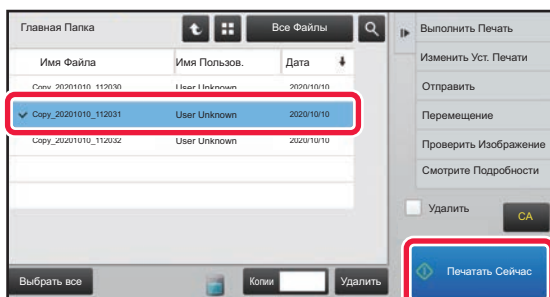 Главная Папка
Все Файлы
Имя Файла Имя Пользов. Дата
Copy_20201010_112030 User Unknown 2020/10/10
Copy_20201010_112031 User Unknown 2020/10/10
Copy_20201010_112032 User Unknown 2020/10/10
Выбрать все
Копии
Удалить
Выполнить Печать
Изменить Уст. Печати
Отправить
Перемещение
Проверить Изображение
Смотрите Подробности
Удалить
CA
Печатать Сейчас